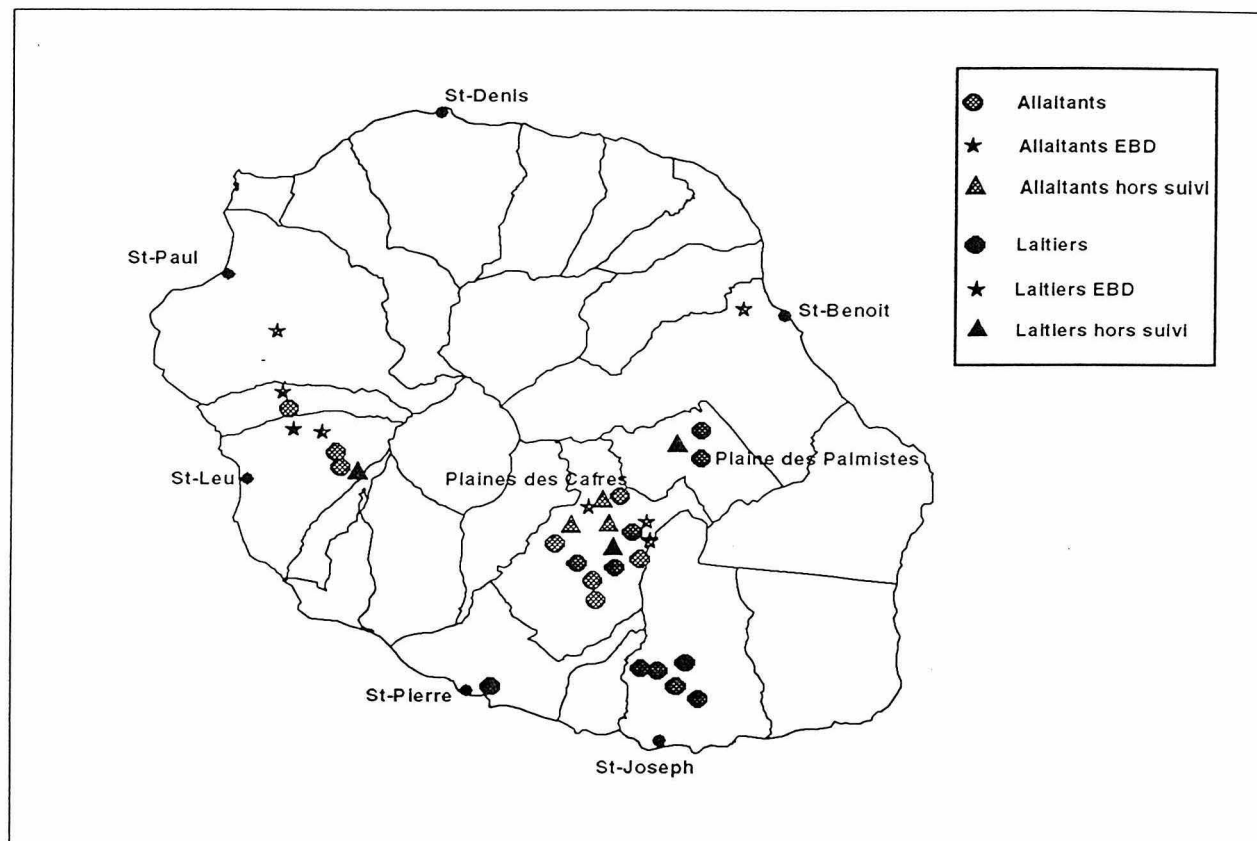 St-Denis
Allaitants
Allaitants EBD
Allaitants hors suivi
Laitiers
Laitiers EBD
Laitiers hors suivi
St-Paul
St-Benoit
Plaine des Palmistes
Plaines des Cafres
St-Leu
St-Pierre
St-Joseph